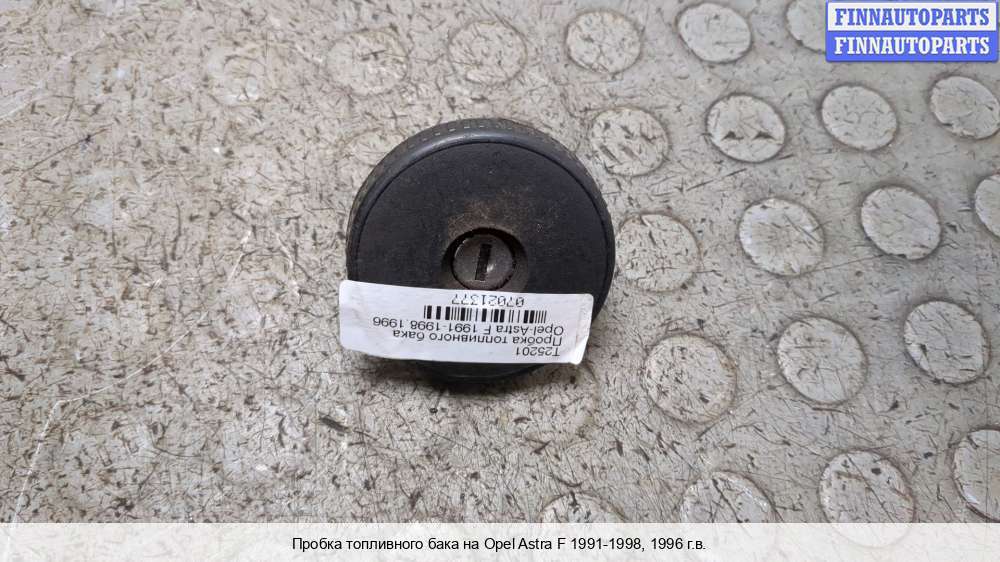 FINNAUTOPARTS
FINNAUTOPARTS
T25201
Пробка топливного бака
Opel-Astra F 1991-1998.1996
07021377
Пробка топливного бака на Opel Astra F 1991-1998, 1996 г.в.